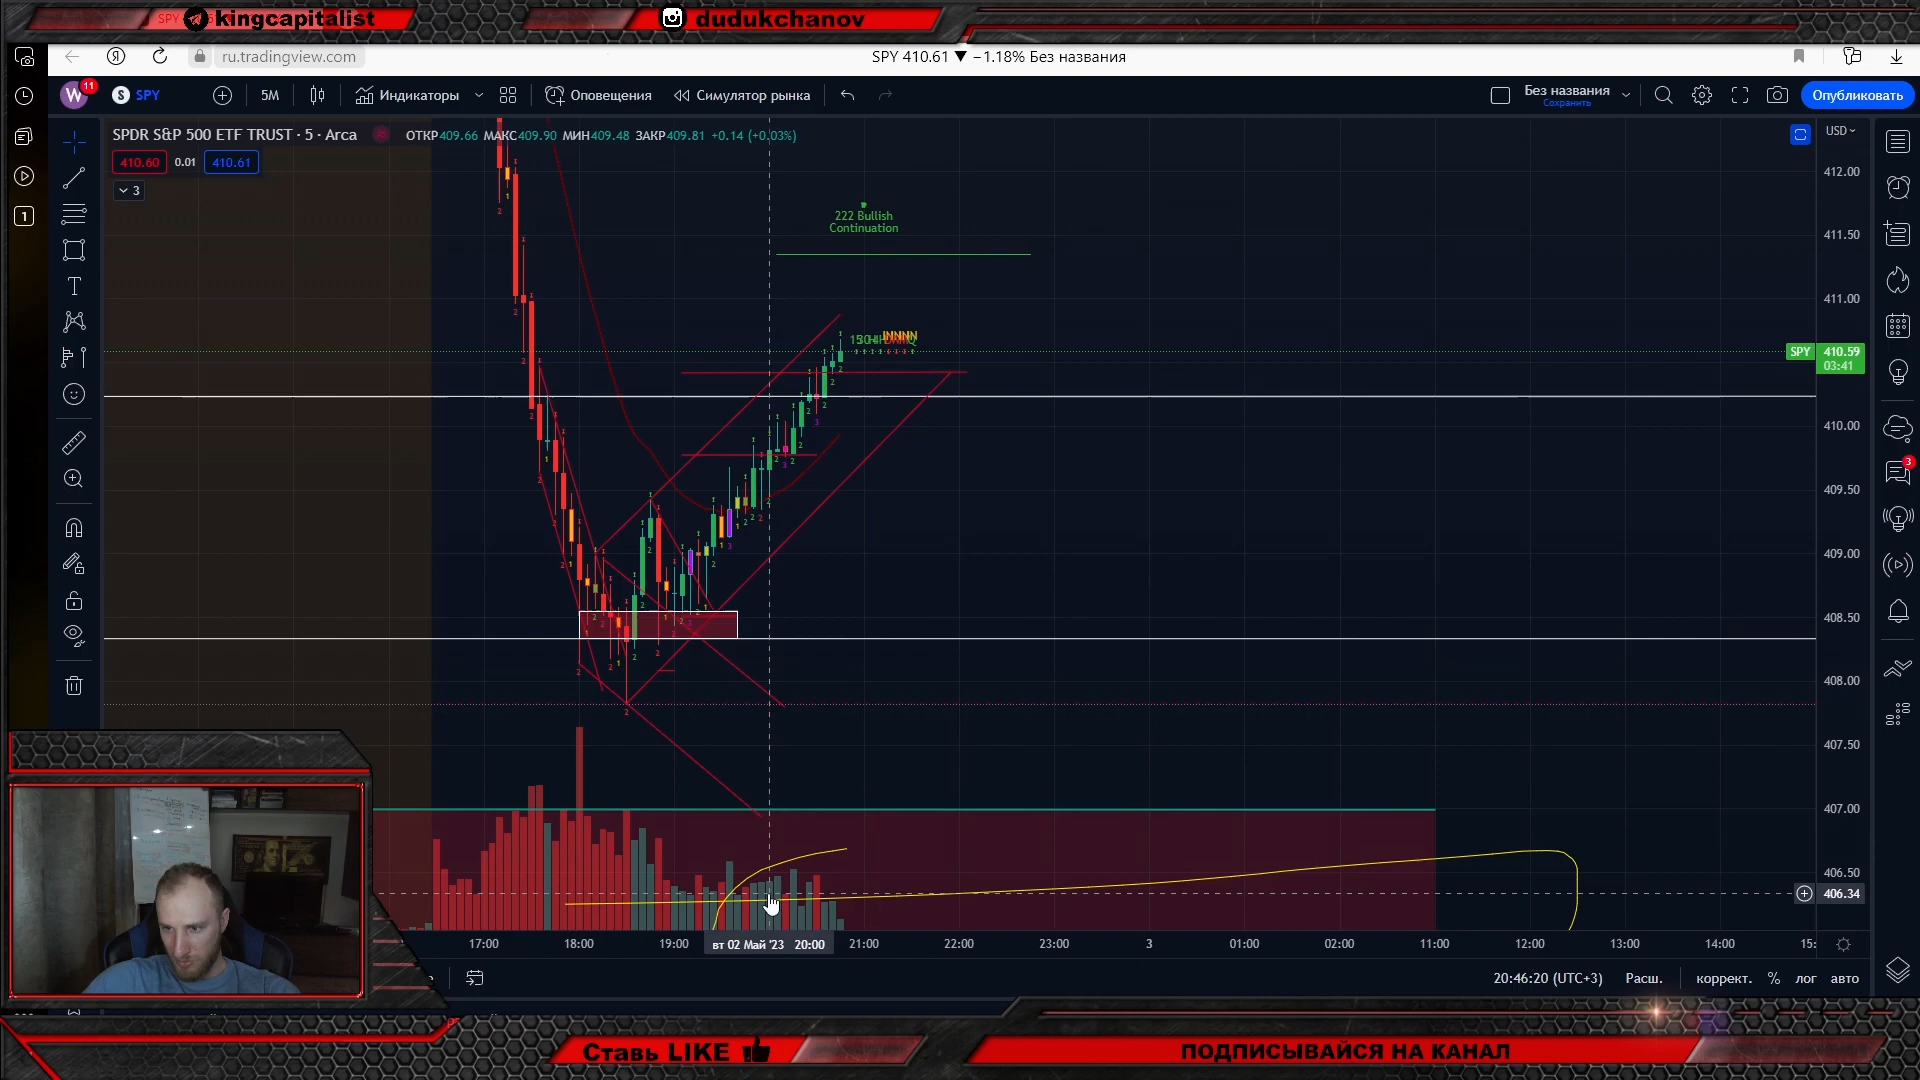 kingcapitalist
dudukchanov
ru.tradingview.com
SPY 410.61 ▼ −1.18% Без названия
W
11
S
SPY
5М
Индикаторы
Оповещения
Симулятор рынка
Без названия
Сохранить
Опубликовать
SPDR S&P 500 ETF TRUST · 5 · Arca
ОТКР409.66 МАКС409.90 МИН409.48 ЗАКР409.81 +0.14 (+0.03%)
USD
410.60
0.01
410.61
3
1
222 Bullish
Continuation
412.00
411.50
411.00
SPY
410.59
03:41
410.00
409.50
409.00
408.50
408.00
407.50
407.00
406.50
406.34
3
17:00
18:00
19:00
вт 02 Май '23 20:00
21:00
22:00
23:00
3
01:00
02:00
11:00
12:00
13:00
14:00
15:
20:46:20 (UTC+3)
Расш.
коррект.
%
лог
авто
Ставь LIKE
ПОДПИСЫВАЙСЯ НА КАНАЛ